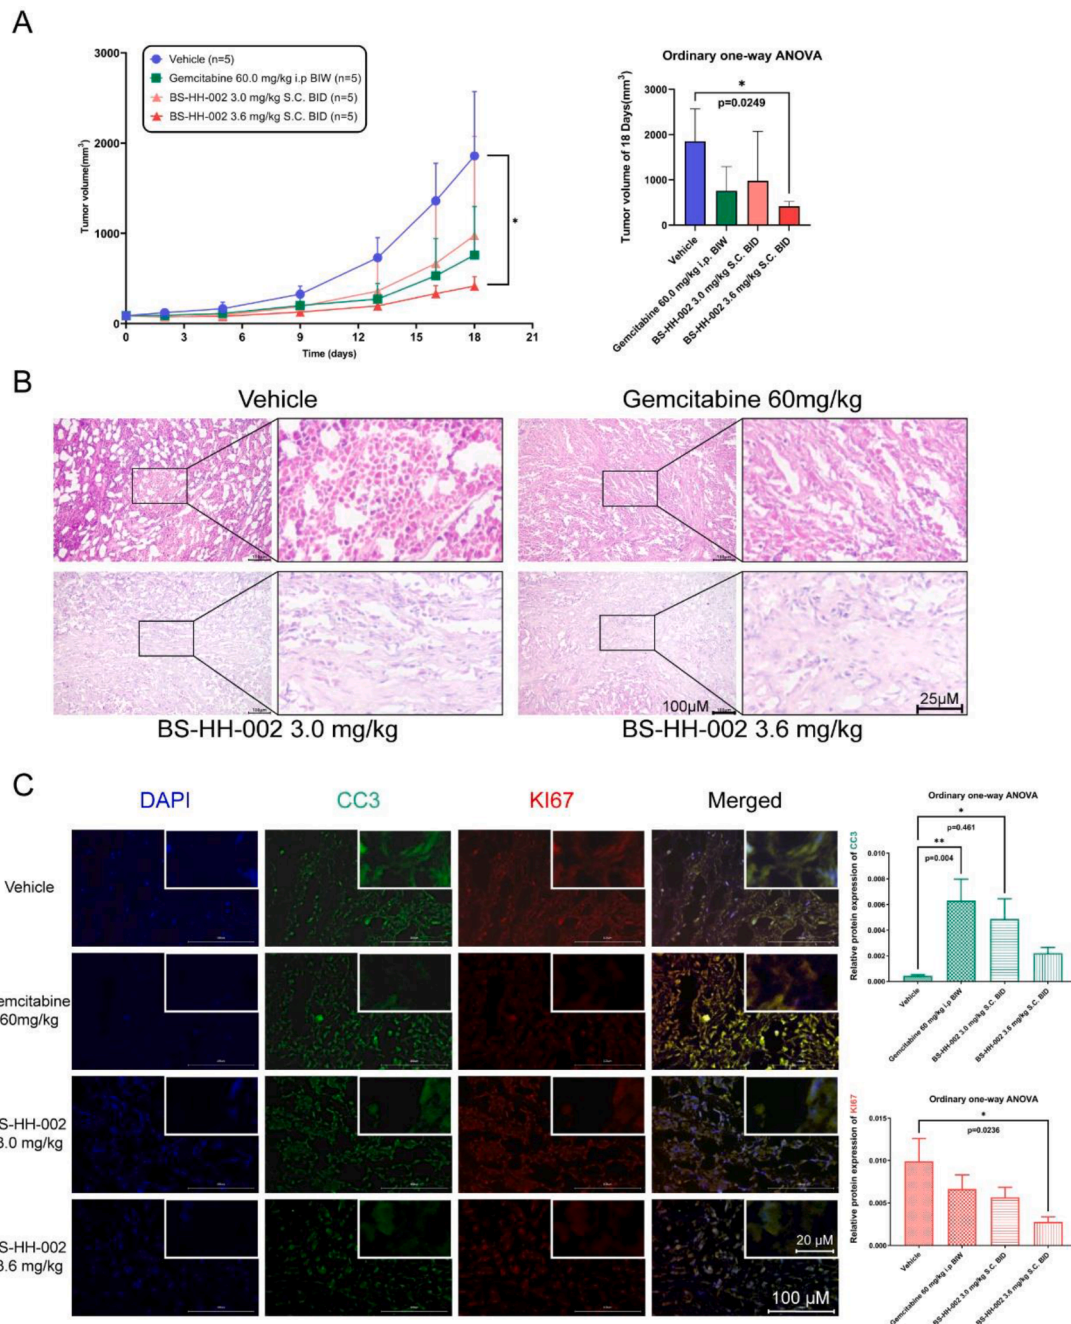 A
3000
2000
1000
0
Tumor volume(mm³)
0 3 6 9 12 15 18 21
Time (days)
Vehicle (n=5)
Gemcitabine 60.0 mg/kg i.p BIW (n=5)
BS-HH-002 3.0 mg/kg S.C. BID (n=5)
BS-HH-002 3.6 mg/kg S.C. BID (n=5)
*
Ordinary one-way ANOVA
*
p=0.0249
3000
2000
1000
0
Tumor volume of 18 Days(mm³)
Vehicle
Gemcitabine 60.0 mg/kg i.p. BIW
BS-HH-002 3.0 mg/kg S.C. BID
BS-HH-002 3.6 mg/kg S.C. BID
B
Vehicle
Gemcitabine 60mg/kg
100μM
25μM
BS-HH-002 3.0 mg/kg
BS-HH-002 3.6 mg/kg
C
DAPI
CC3
KI67
Merged
Vehicle
emcitabine
60mg/kg
S-HH-002
3.0 mg/kg
S-HH-002
3.6 mg/kg
20 μM
100 μM
Ordinary one-way ANOVA
*
p=0.461
**
p=0.004
0.010
0.008
0.006
0.004
0.002
0.000
Relative protein expression of CC3
Vehicle
Gemcitabine 60 mg/kg i.p BIW
BS-HH-002 3.0 mg/kg S.C. BID
BS-HH-002 3.6 mg/kg S.C. BID
Ordinary one-way ANOVA
*
p=0.0236
0.015
0.010
0.005
0.000
Relative protein expression of KI67
Vehicle
Gemcitabine 60 mg/kg i.p BIW
BS-HH-002 3.0 mg/kg S.C. BID
BS-HH-002 3.6 mg/kg S.C. BID